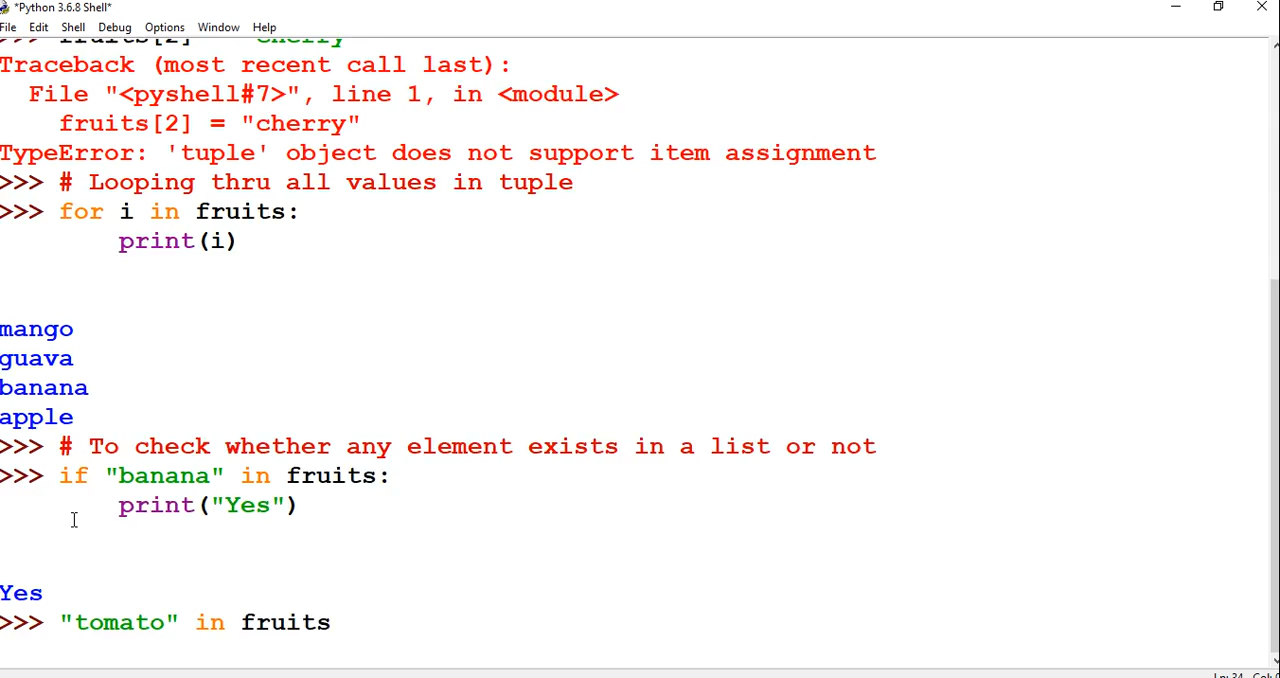 *Python 3.6.8 Shell*
File Edit Shell Debug Options Window Help
>>> fruits[2] = "cherry"
Traceback (most recent call last):
  File "<pyshell#7>", line 1, in <module>
    fruits[2] = "cherry"
TypeError: 'tuple' object does not support item assignment
>>> # Looping thru all values in tuple
>>> for i in fruits:
        print(i)
mango
guava
banana
apple
>>> # To check whether any element exists in a list or not
>>> if "banana" in fruits:
        print("Yes")
Yes
>>> "tomato" in fruits